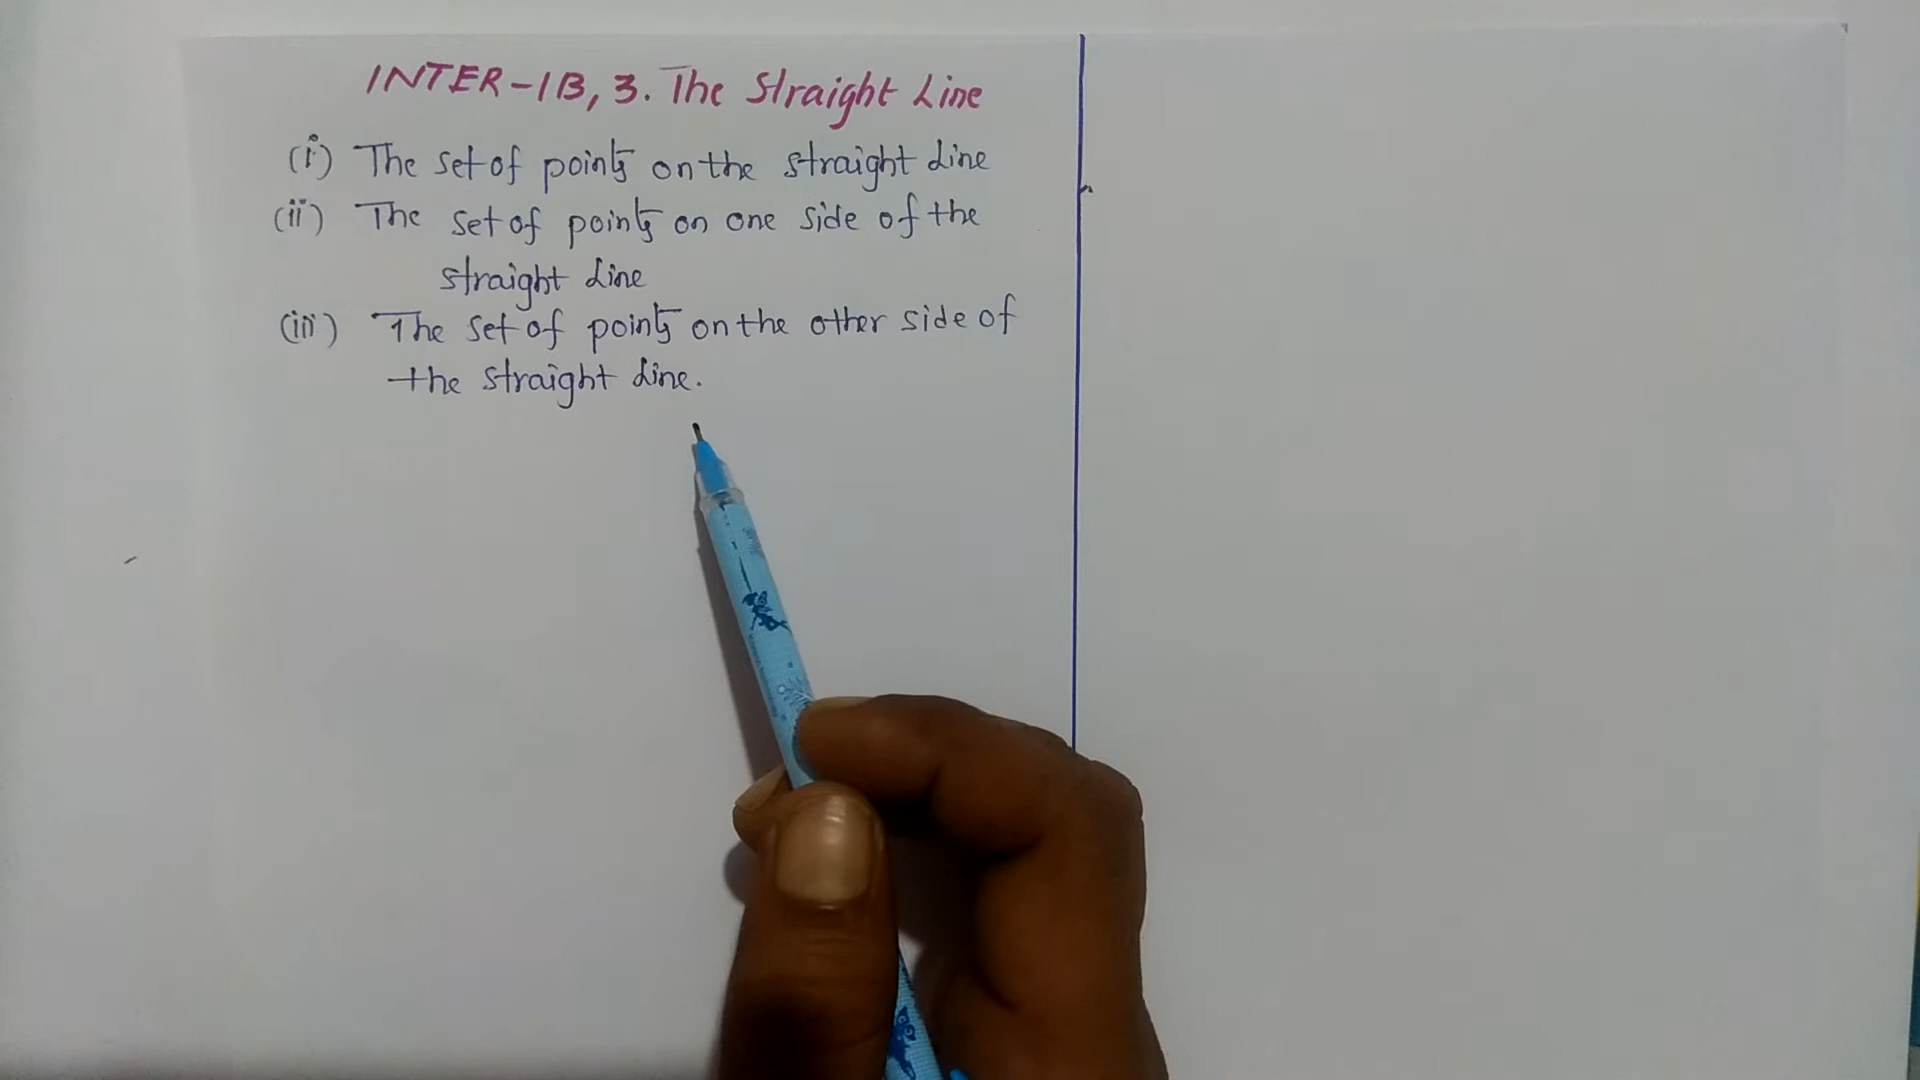 INTER-1B, 3. The Straight Line
(i) The set of points on the straight line
(ii) The set of points on one side of the
straight line
(iii) The set of points on the other side of
the straight line.